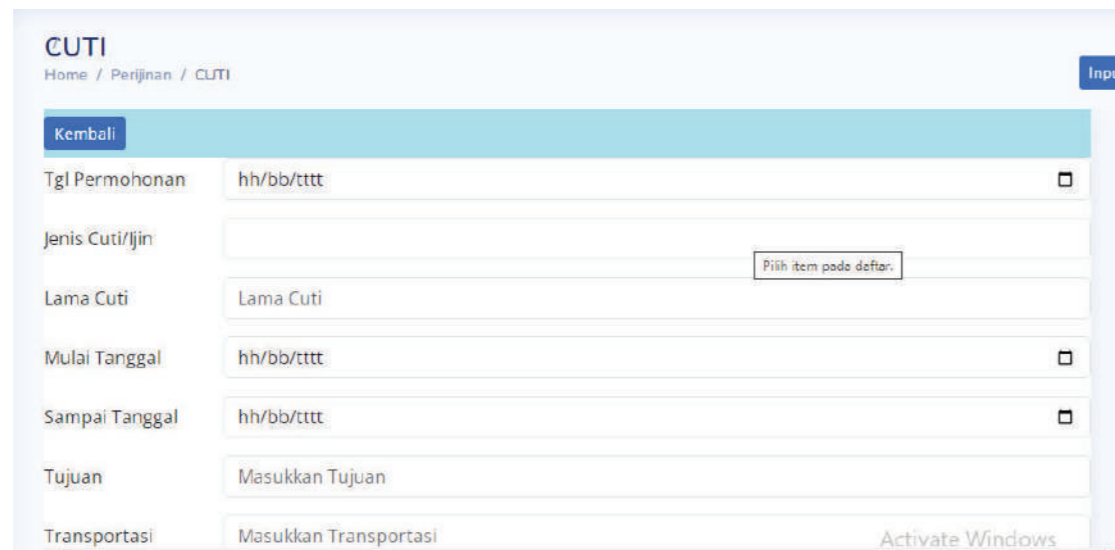 CUTI
Home / Perijinan / CUTI
Inpu
Kembali
Tgl Permohonan hh/bb/tttt
Jenis Cuti/Ijin
Pilih item pada daftar.
Lama Cuti Lama Cuti
Mulai Tanggal hh/bb/tttt
Sampai Tanggal hh/bb/tttt
Tujuan Masukkan Tujuan
Transportasi Masukkan Transportasi
Activate Windows